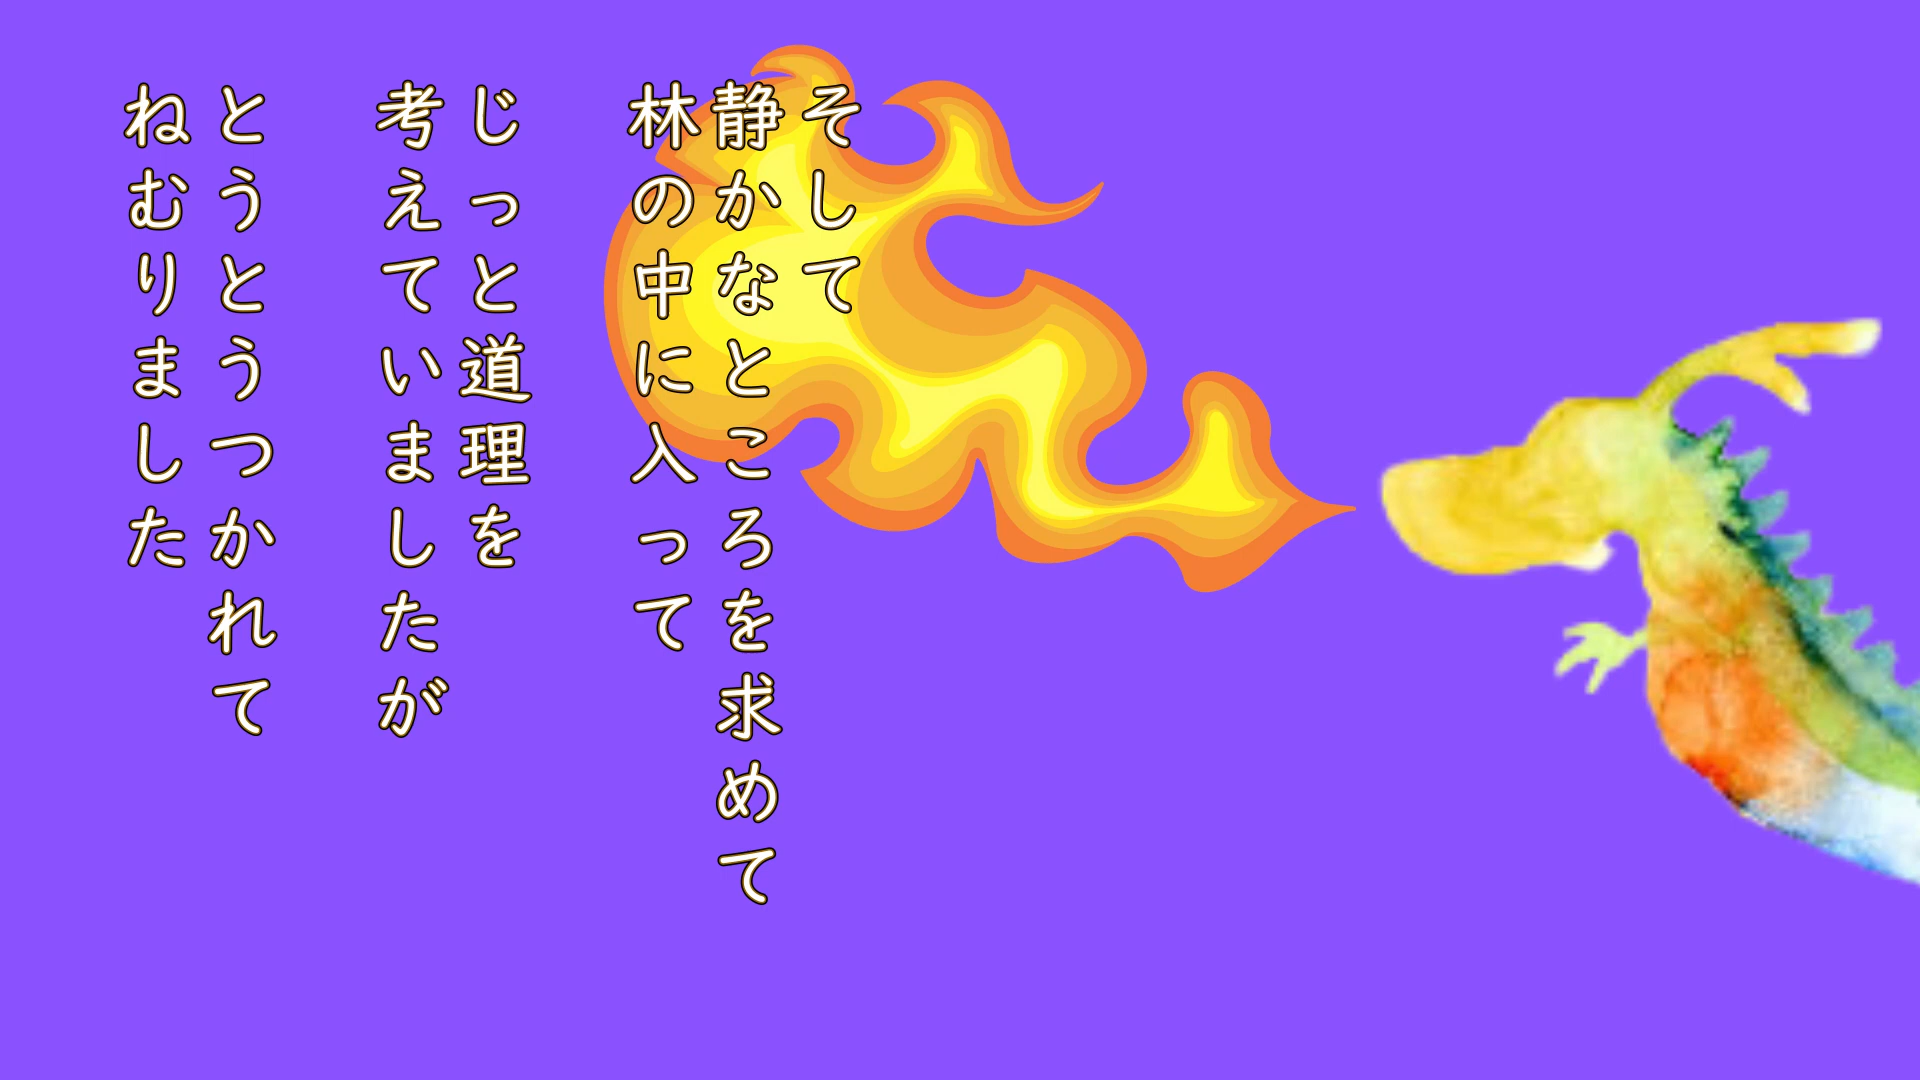 そして
静かなところを求めて
林の中に入って
じっと道理を
考えていましたが
とうとうつかれて
ねむりました